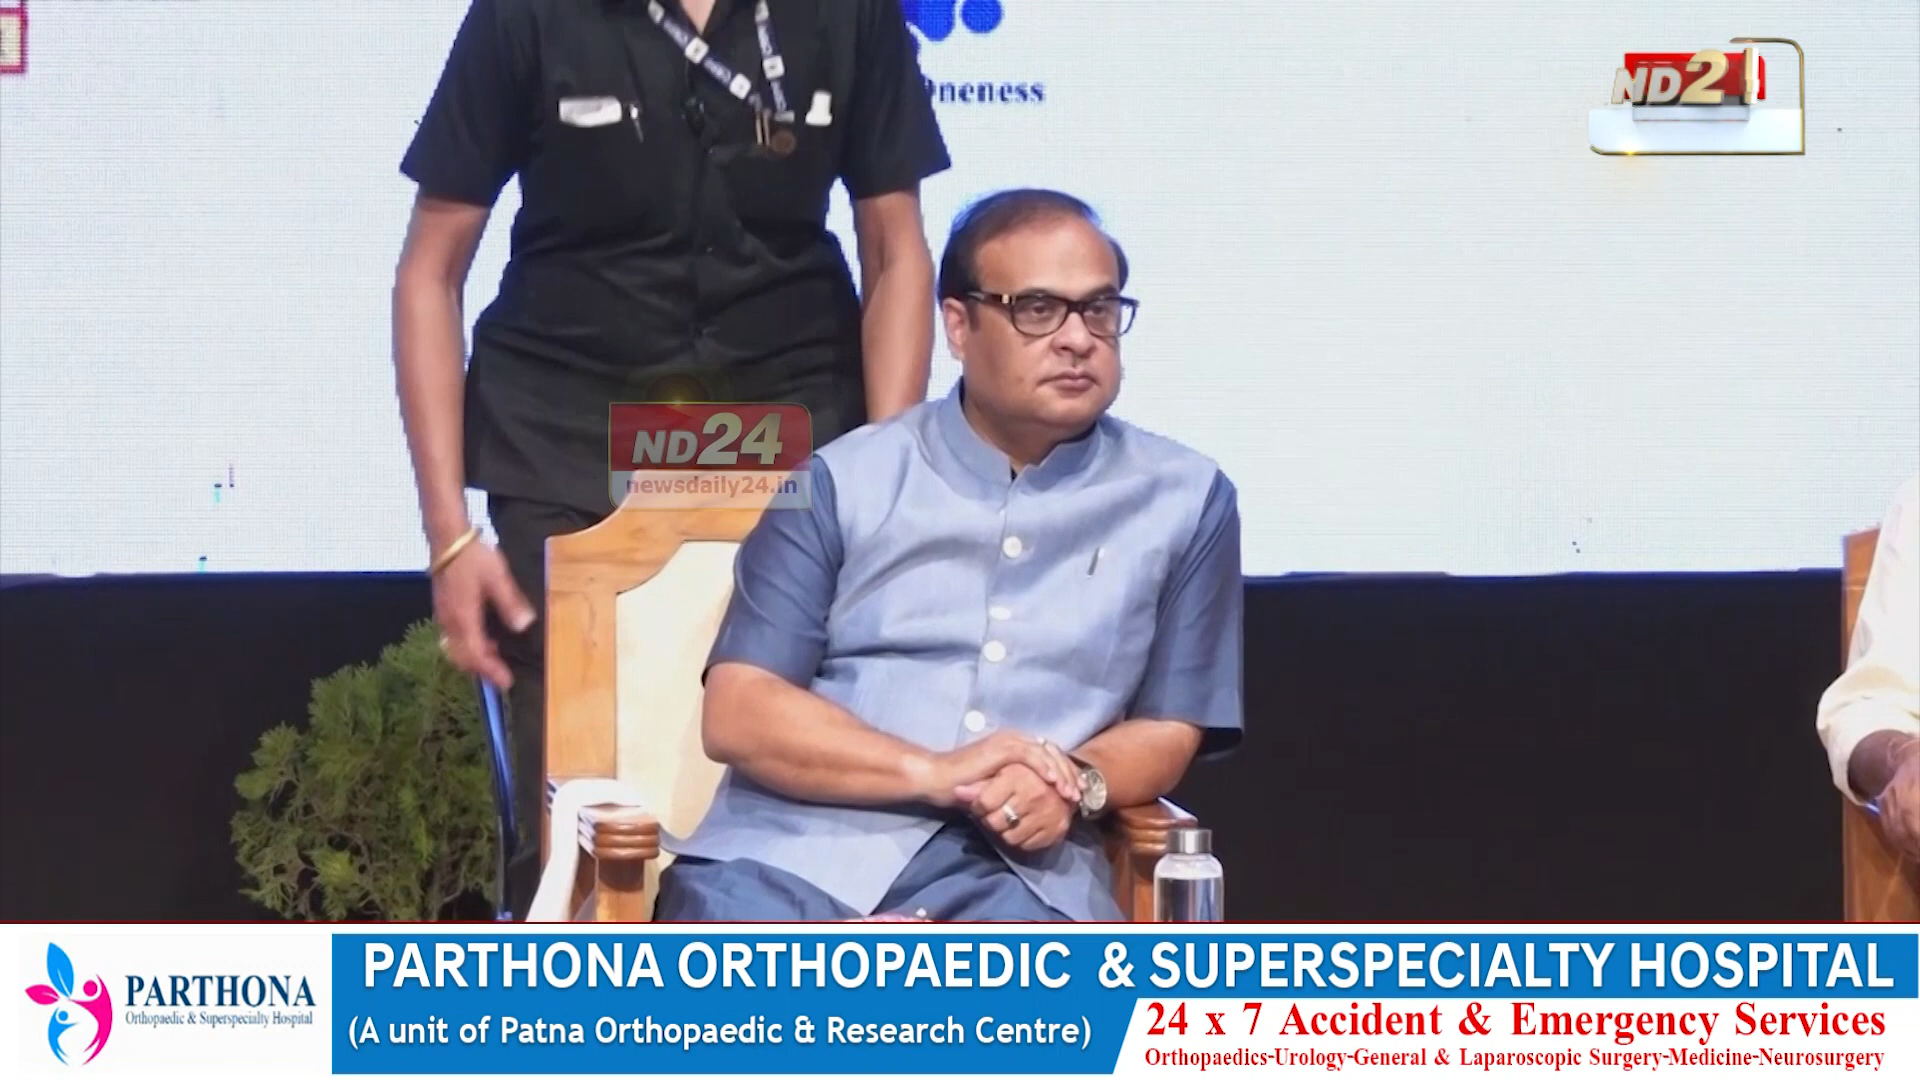 Oneness
ND24
ND24
newsdaily24.in
PARTHONA
Orthopaedic & Superspecialty Hospital
PARTHONA ORTHOPAEDIC & SUPERSPECIALTY HOSPITAL
(A unit of Patna Orthopaedic & Research Centre)
24 x 7 Accident & Emergency Services
Orthopaedics-Urology-General & Laparoscopic Surgery-Medicine-Neurosurgery